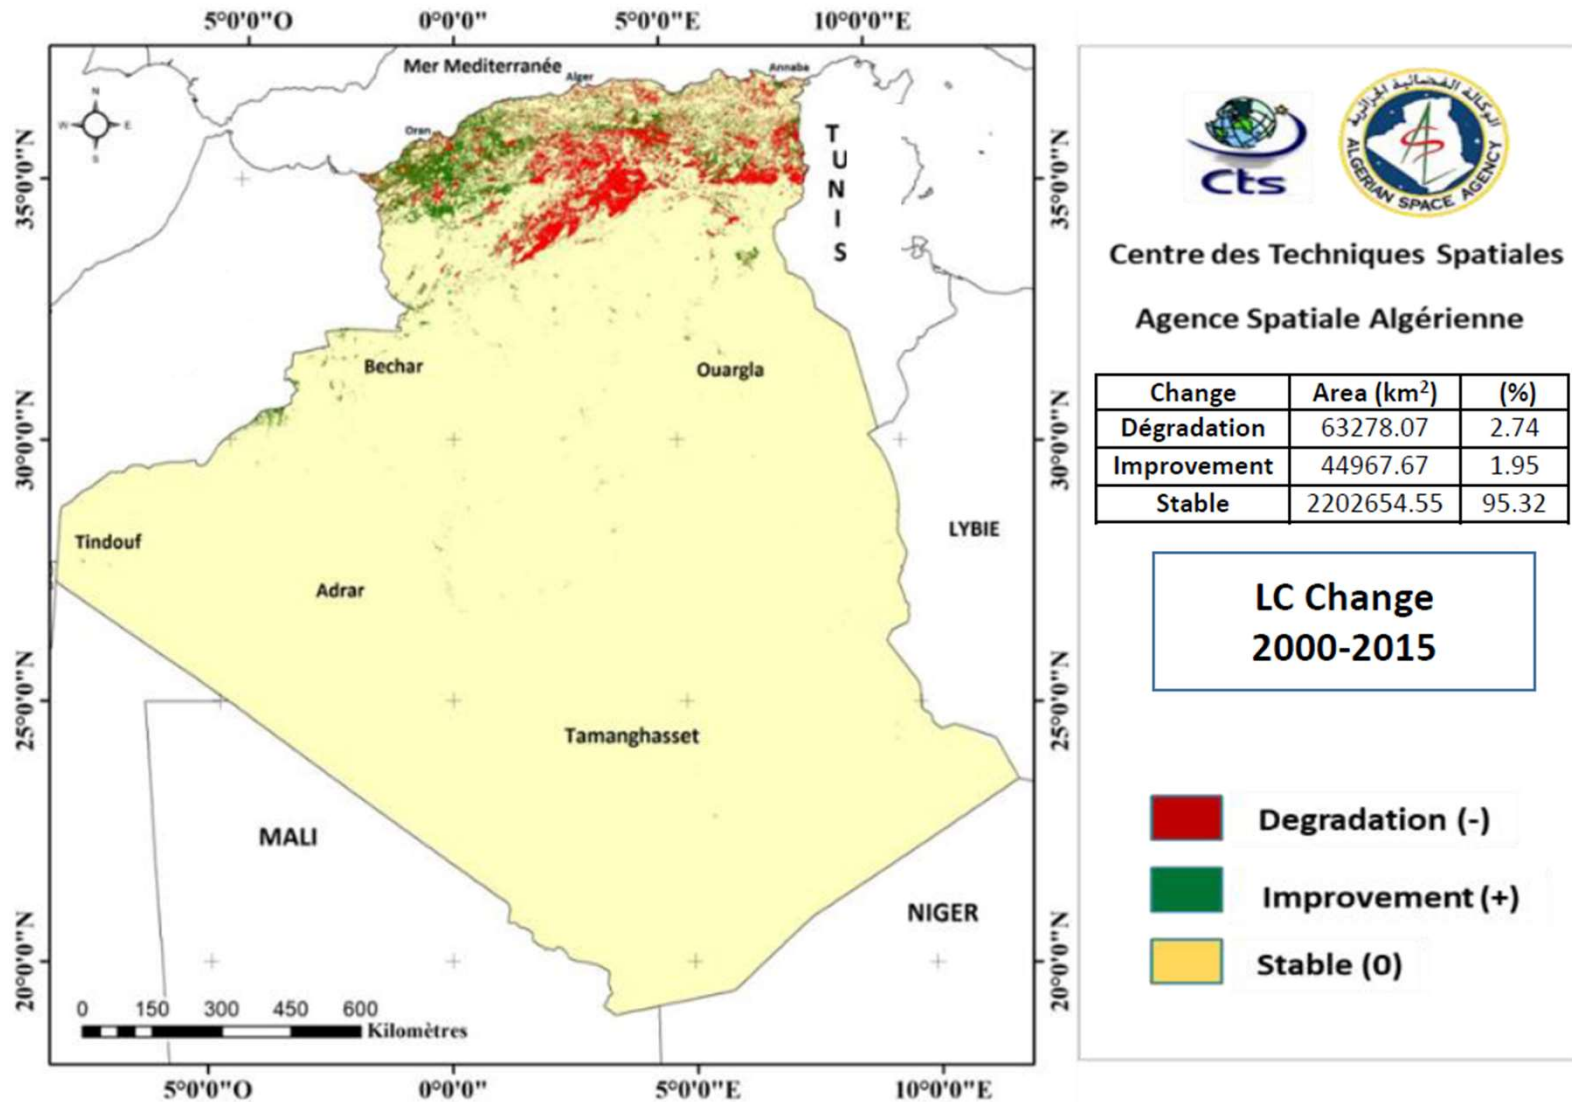 5°0'0"O 0°0'0" 5°0'0"E 10°0'0"E
Mer Mediterranée
Alger
Annaba
N
W E
S
Oran
TUNIS
35°0'0"N
35°0'0"N
Bechar
Ouargla
30°0'0"N
30°0'0"N
Tindouf
LYBIE
Adrar
25°0'0"N
25°0'0"N
Tamanghasset
MALI
NIGER
20°0'0"N
20°0'0"N
0 150 300 450 600
Kilomètres
5°0'0"O 0°0'0" 5°0'0"E 10°0'0"E
Cts
الوكالة الفضائية الجزائرية
ALGERIAN SPACE AGENCY
Centre des Techniques Spatiales
Agence Spatiale Algérienne
Change Area (km²) (%)
Dégradation 63278.07 2.74
Improvement 44967.67 1.95
Stable 2202654.55 95.32
LC Change
2000-2015
Degradation (-)
Improvement (+)
Stable (0)